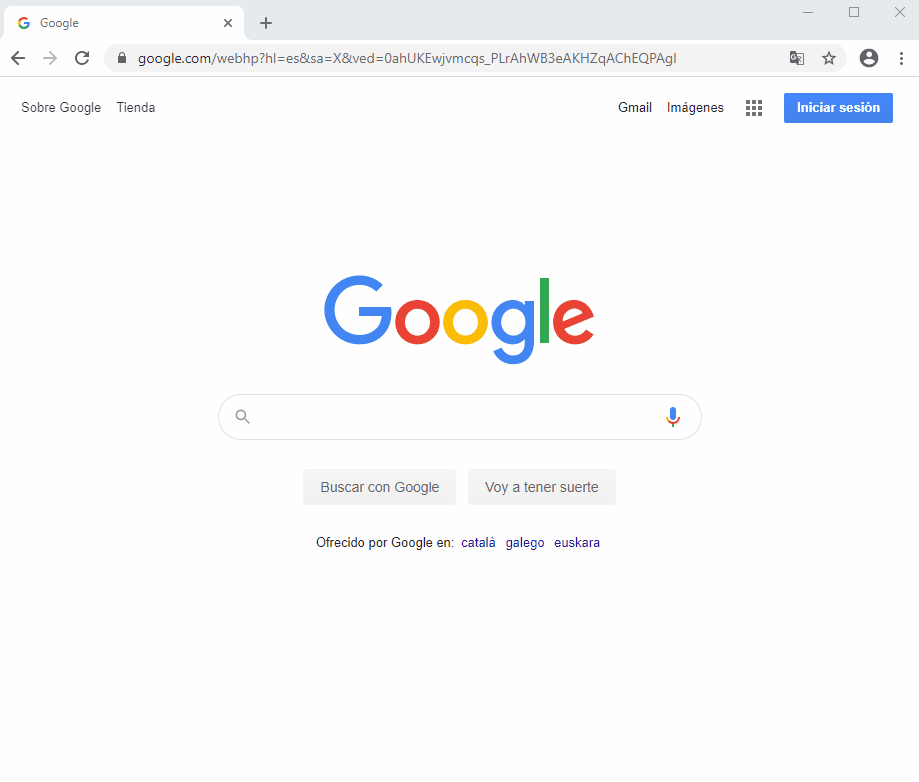 Google
google.com/webhp?hl=es&sa=X&ved=0ahUKEwjvmcqs_PLrAhWB3eAKHZqAChEQPAgI
Sobre Google Tienda Gmail Imágenes Iniciar sesión
Google
Buscar con Google Voy a tener suerte
Ofrecido por Google en: català galego euskara